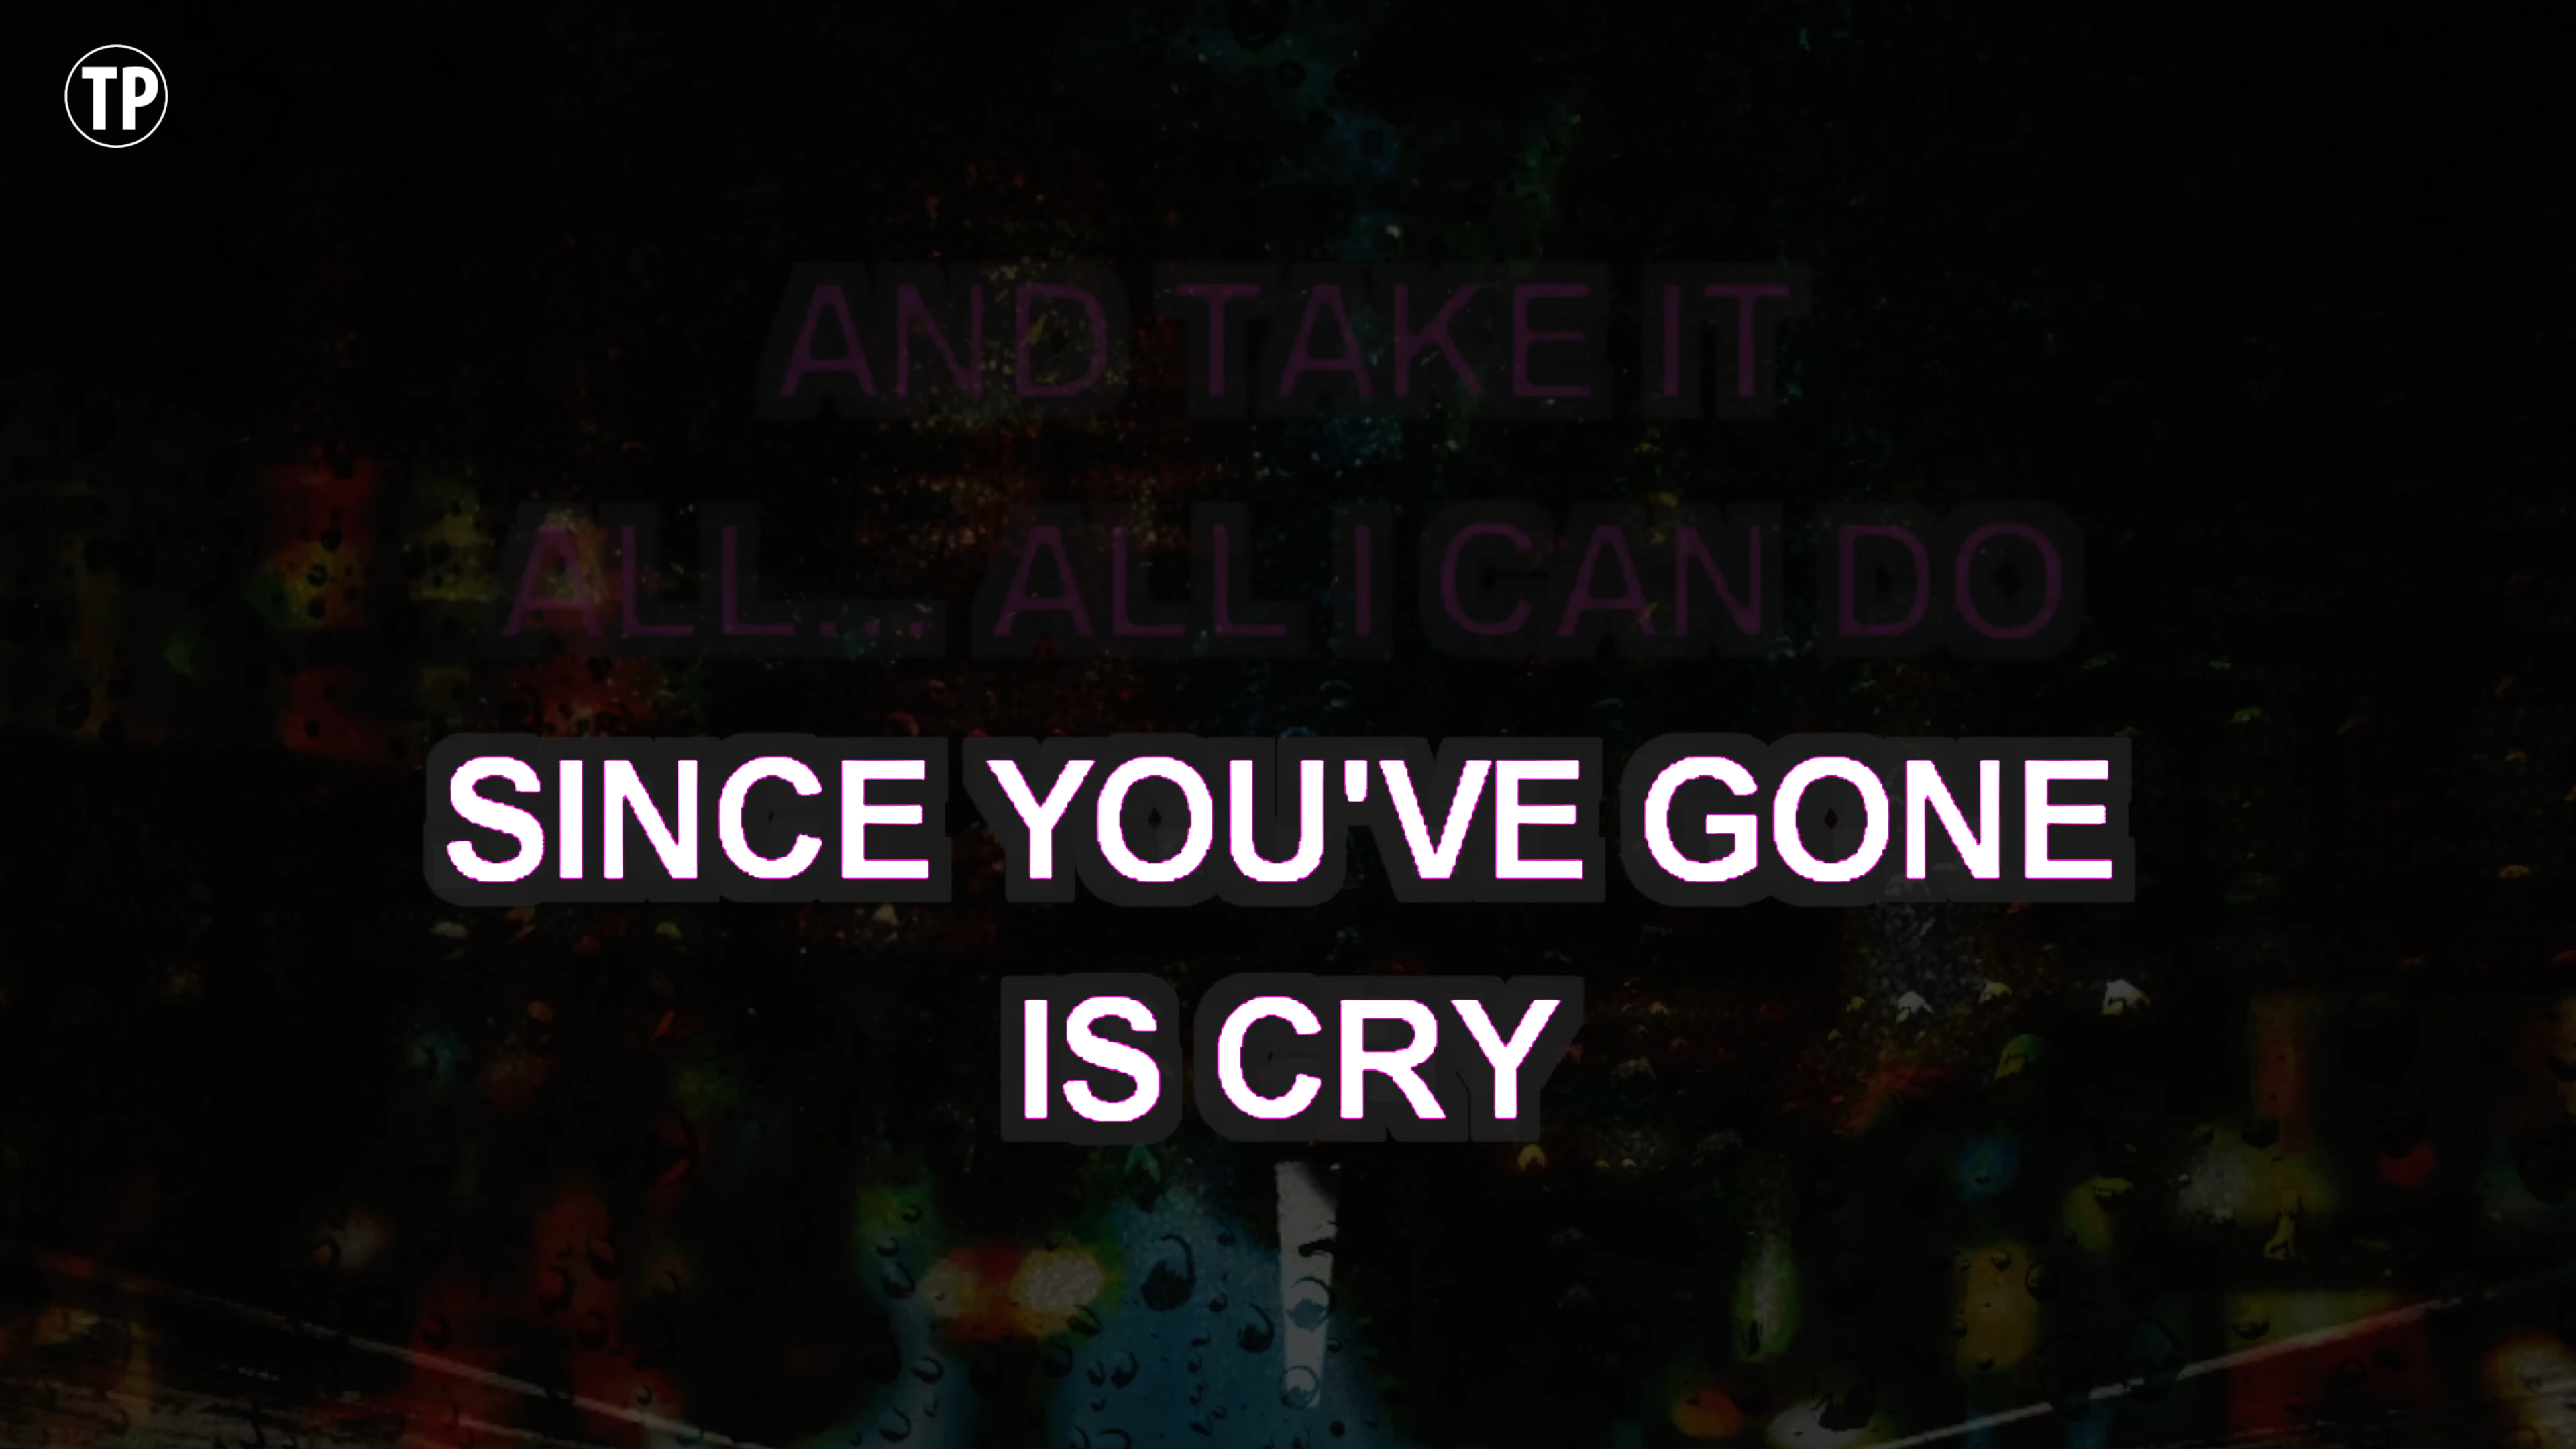 TP
AND TAKE IT
ALL... ALL I CAN DO
SINCE YOU'VE GONE
IS CRY